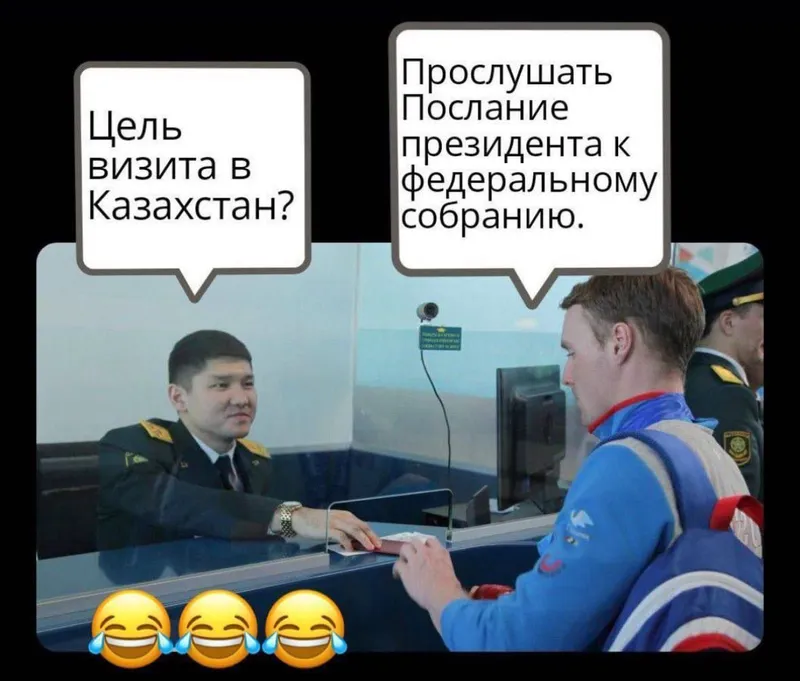 Цель
визита в
Казахстан?
Прослушать
Послание
президента к
федеральному
собранию.